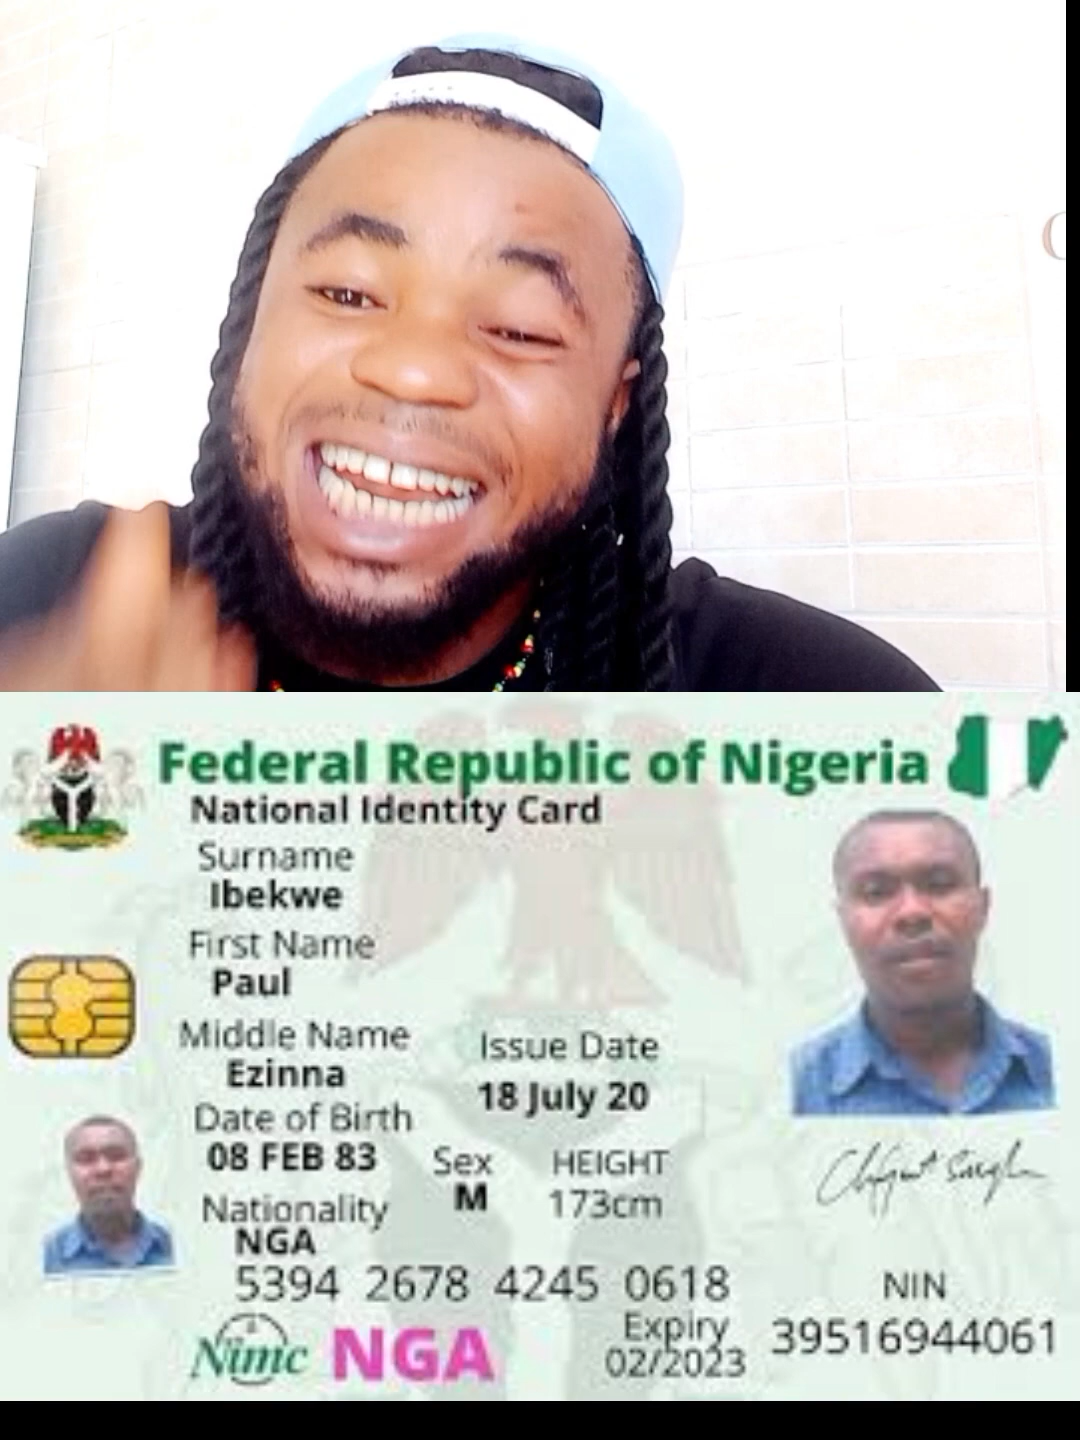 Federal Republic of Nigeria
National Identity Card
Surname
Ibekwe
First Name
Paul
Middle Name
Ezinna
Issue Date
18 July 20
Date of Birth
08 FEB 83
Sex
M
HEIGHT
173cm
Nationality
NGA
5394 2678 4245 0618
NIN
39516944061
Expiry
02/2023
Nimc NGA